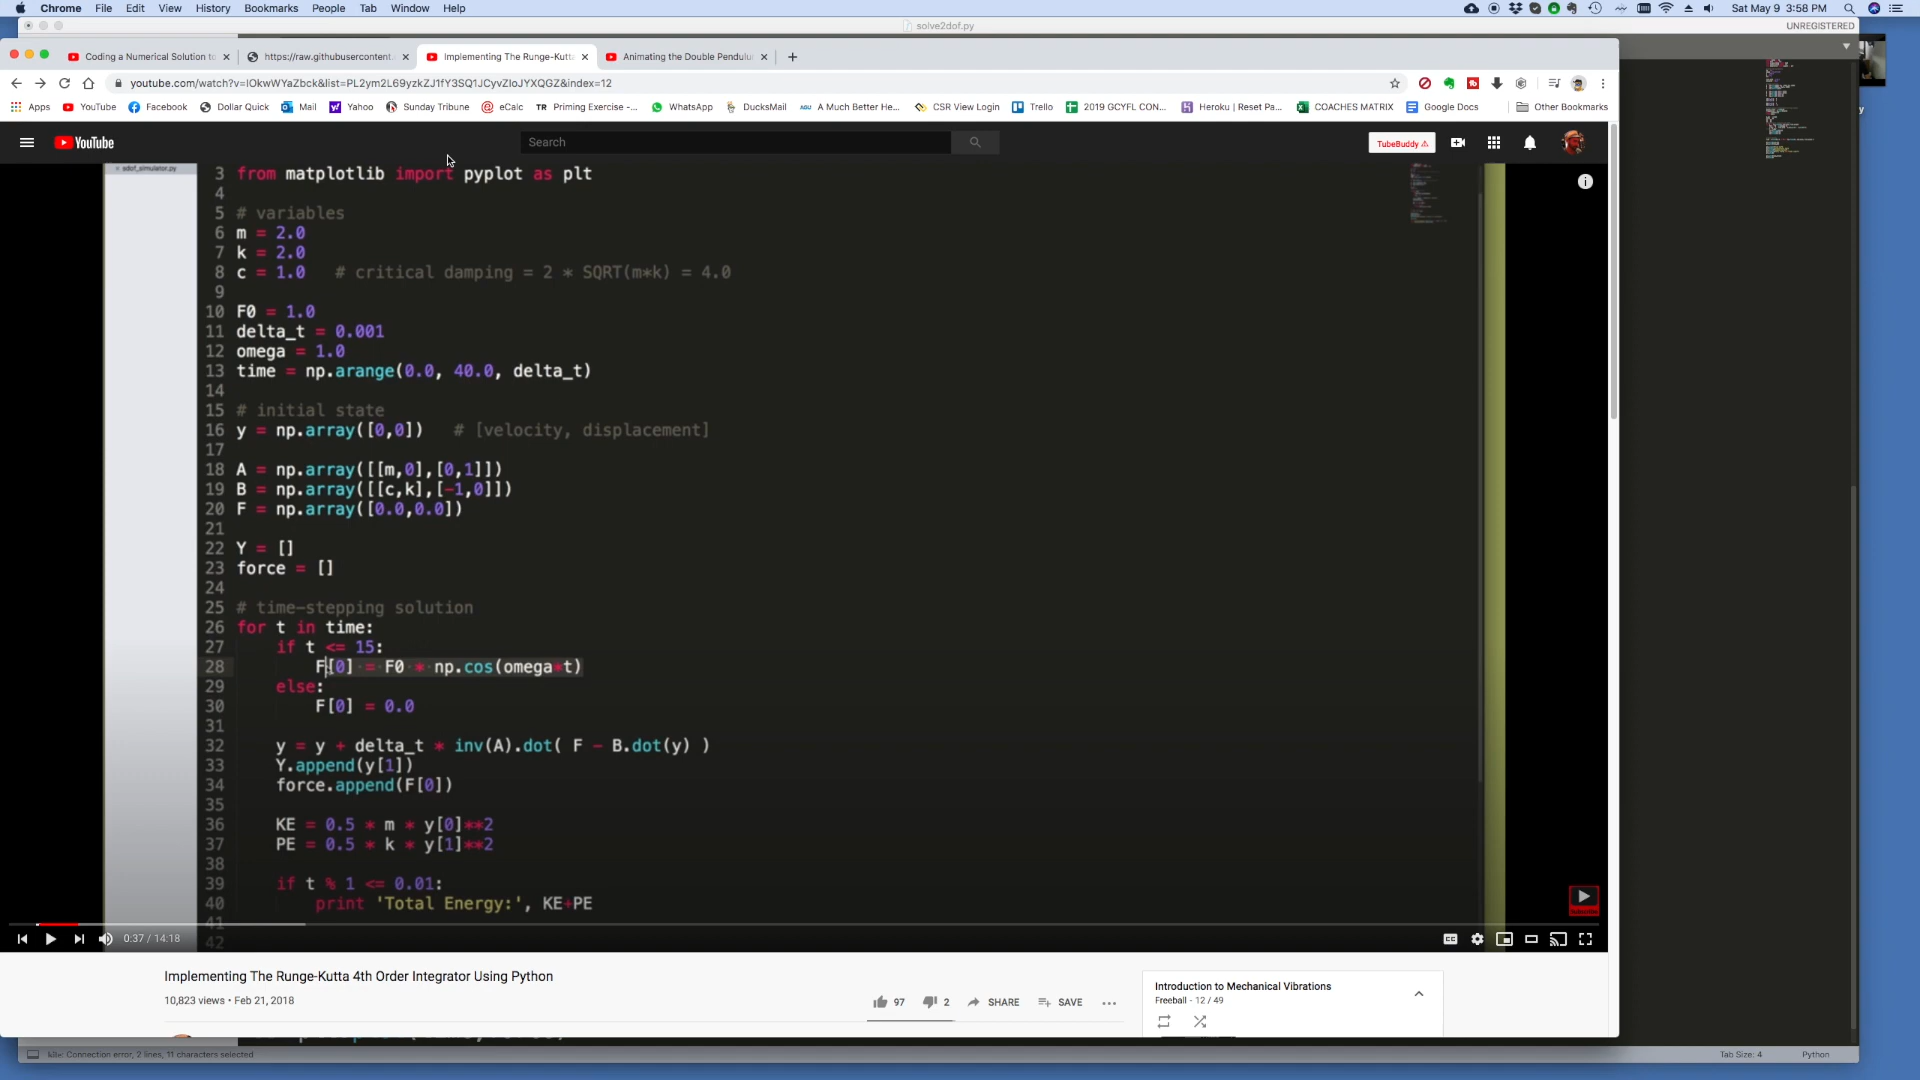 Chrome File Edit View History Bookmarks People Tab Window Help
Sat May 9 3:58 PM
solve2dof.py
UNREGISTERED
Coding a Numerical Solution to
https://raw.githubusercontent.
Implementing The Runge-Kutta
Animating the Double Pendulum
youtube.com/watch?v=lOkwWYaZbck&list=PL2ym2L69yzkZJ1fY3SQ1JCyvZIoJYXQGZ&index=12
Apps YouTube Facebook Dollar Quick Mail Yahoo Sunday Tribune eCalc TR Priming Exercise -... WhatsApp DucksMail A Much Better He... CSR View Login Trello 2019 GCYFL CON... Heroku | Reset Pa... COACHES MATRIX Google Docs Other Bookmarks
YouTube
Search
TubeBuddy
sdof_simulator.py
3 from matplotlib import pyplot as plt
4
5 # variables
6 m = 2.0
7 k = 2.0
8 c = 1.0 # critical damping = 2 * SQRT(m*k) = 4.0
9
10 F0 = 1.0
11 delta_t = 0.001
12 omega = 1.0
13 time = np.arange(0.0, 40.0, delta_t)
14
15 # initial state
16 y = np.array([0,0]) # [velocity, displacement]
17
18 A = np.array([[m,0],[0,1]])
19 B = np.array([[c,k],[-1,0]])
20 F = np.array([0.0,0.0])
21
22 Y = []
23 force = []
24
25 # time-stepping solution
26 for t in time:
27 if t <= 15:
28 F[0] = F0 * np.cos(omega*t)
29 else:
30 F[0] = 0.0
31
32 y = y + delta_t * inv(A).dot( F - B.dot(y) )
33 Y.append(y[1])
34 force.append(F[0])
35
36 KE = 0.5 * m * y[0]**2
37 PE = 0.5 * k * y[1]**2
38
39 if t % 1 <= 0.01:
40 print 'Total Energy:', KE+PE
41
42
0:37 / 14:18
Implementing The Runge-Kutta 4th Order Integrator Using Python
10,823 views • Feb 21, 2018
97 2 SHARE SAVE
Introduction to Mechanical Vibrations
Freeball - 12 / 49
Idle: Connection error, 2 lines, 11 characters selected
Tab Size: 4
Python